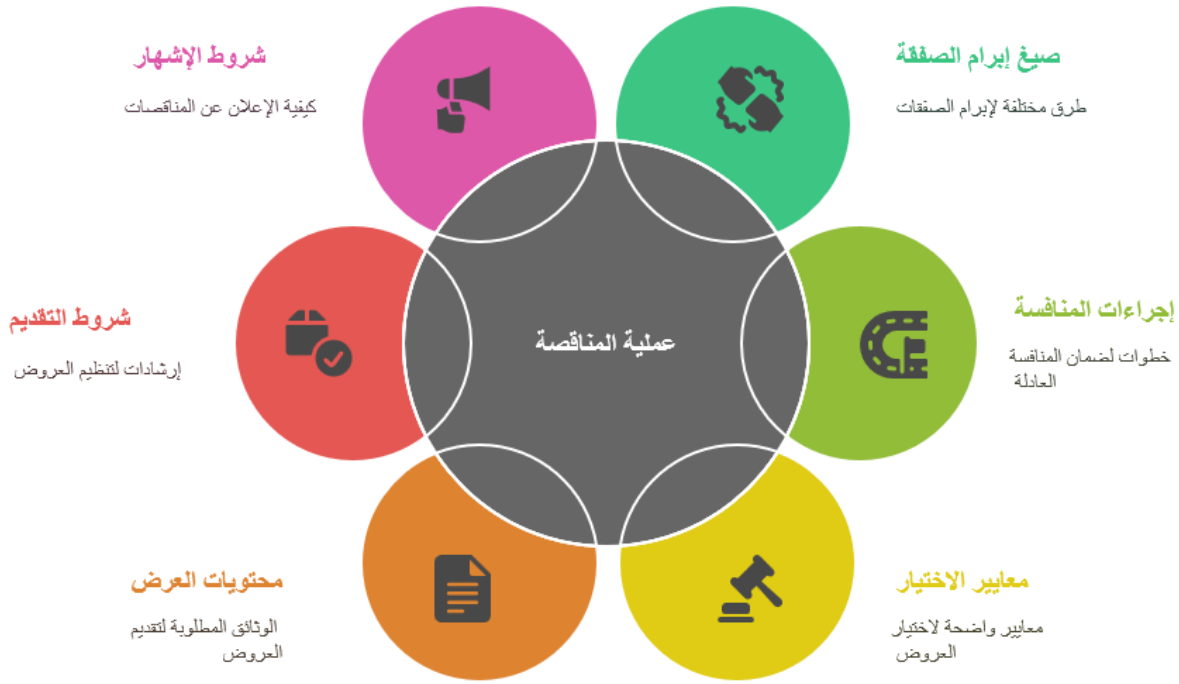 صيغ إبرام الصفقة
طرق مختلفة لإبرام الصفقات
شروط الإشهار
كيفية الإعلان عن المناقصات
إجراءات المنافسة
خطوات لضمان المنافسة
العادلة
عملية المناقصة
شروط التقديم
إرشادات لتنظيم العروض
معايير الاختيار
معايير واضحة لاختيار
العروض
محتويات العرض
الوثائق المطلوبة لتقديم
العروض